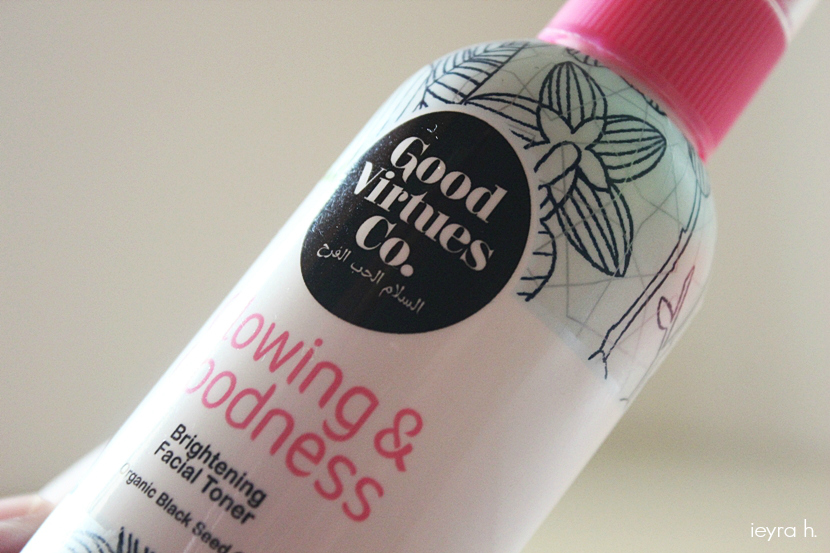 Good
Virtues
Co.
السلام الحب الفرح
lowing &
oodness
Brightening
Facial Toner
Organic Black Seed
ieyra h.